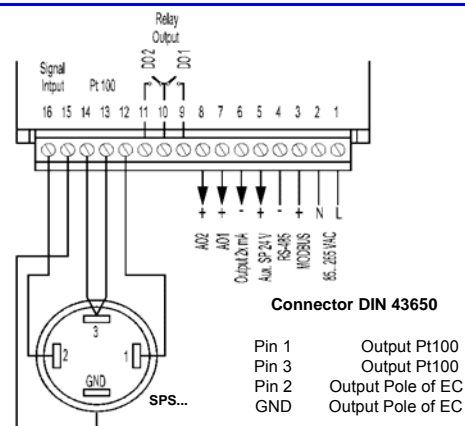 Relay
Output
DO 2
DO 1
Signal
Intput
Pt 100
16 15 14 13 12 11 10 9 8 7 6 5 4 3 2 1
+ + - + - + N L
AO2
AO1
Output 2x mA
Aux. SP 24 V
RS-485
MODBUS
85...265 VAC
Connector DIN 43650
3
2
1
GND
SPS...
Pin 1 Output Pt100
Pin 3 Output Pt100
Pin 2 Output Pole of EC
GND Output Pole of EC